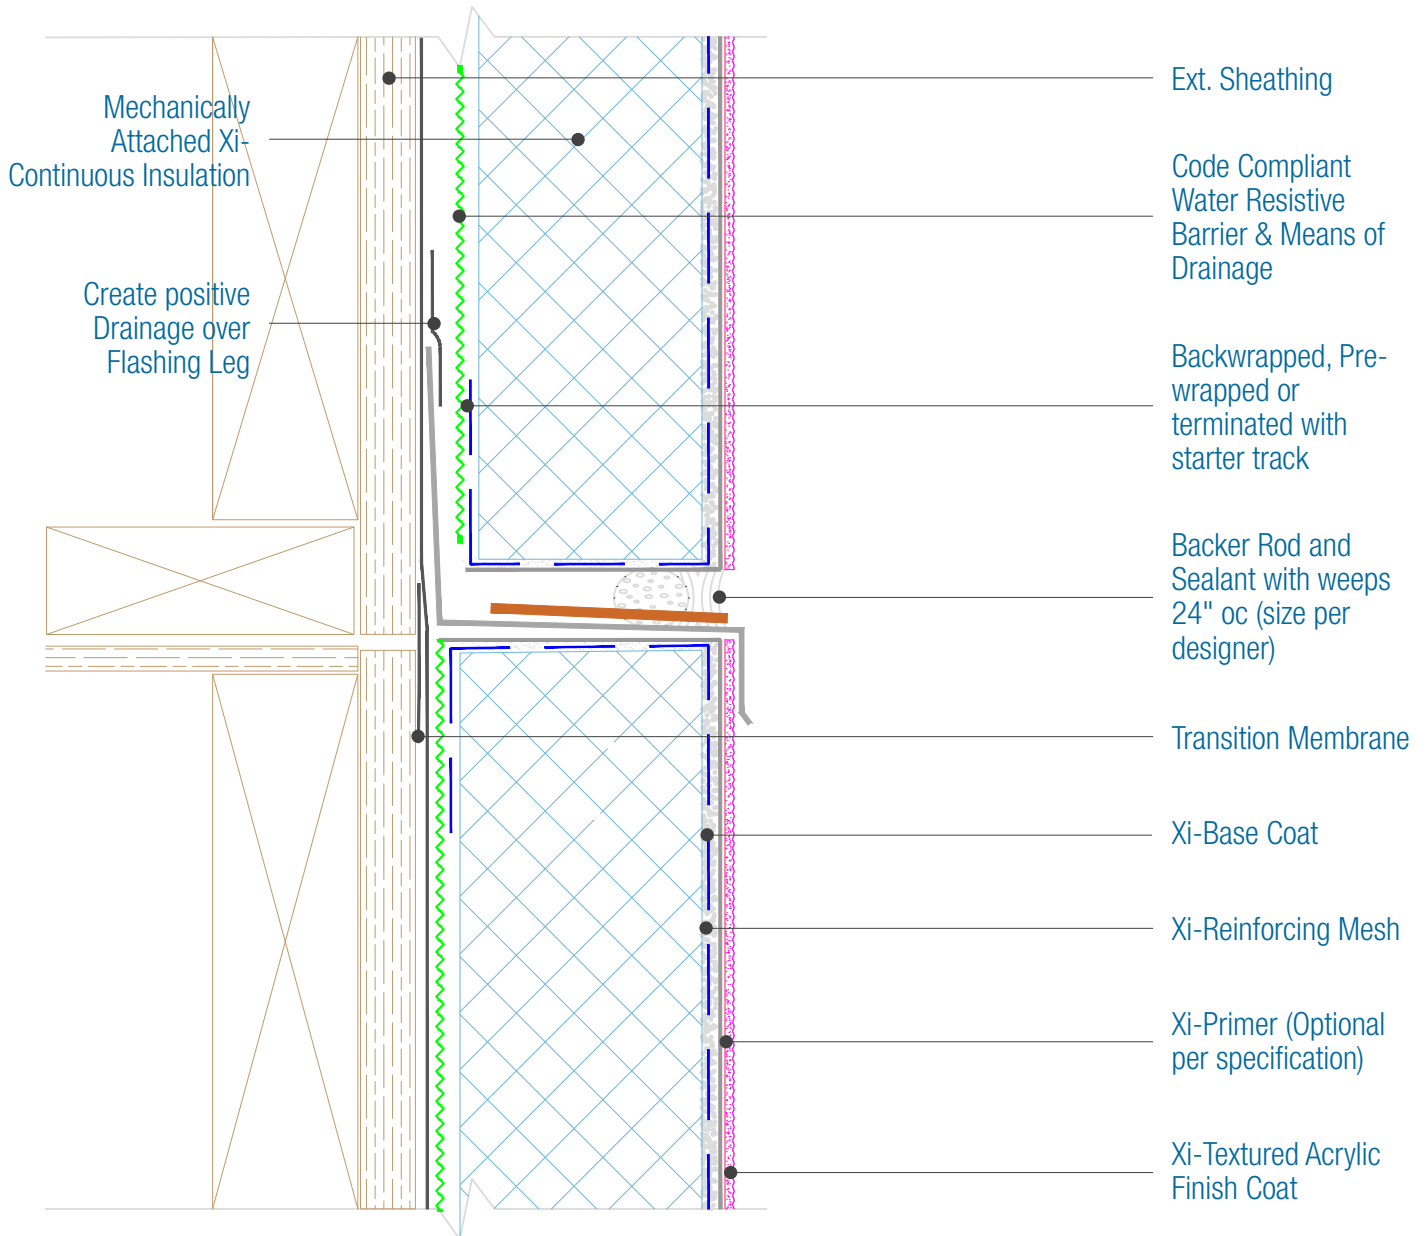 Mechanically
Attached Xi-
Continuous Insulation
Create positive
Drainage over
Flashing Leg
Ext. Sheathing
Code Compliant
Water Resistive
Barrier & Means of
Drainage
Backwrapped, Pre-
wrapped or
terminated with
starter track
Backer Rod and
Sealant with weeps
24" oc (size per
designer)
Transition Membrane
Xi-Base Coat
Xi-Reinforcing Mesh
Xi-Primer (Optional
per specification)
Xi-Textured Acrylic
Finish Coat